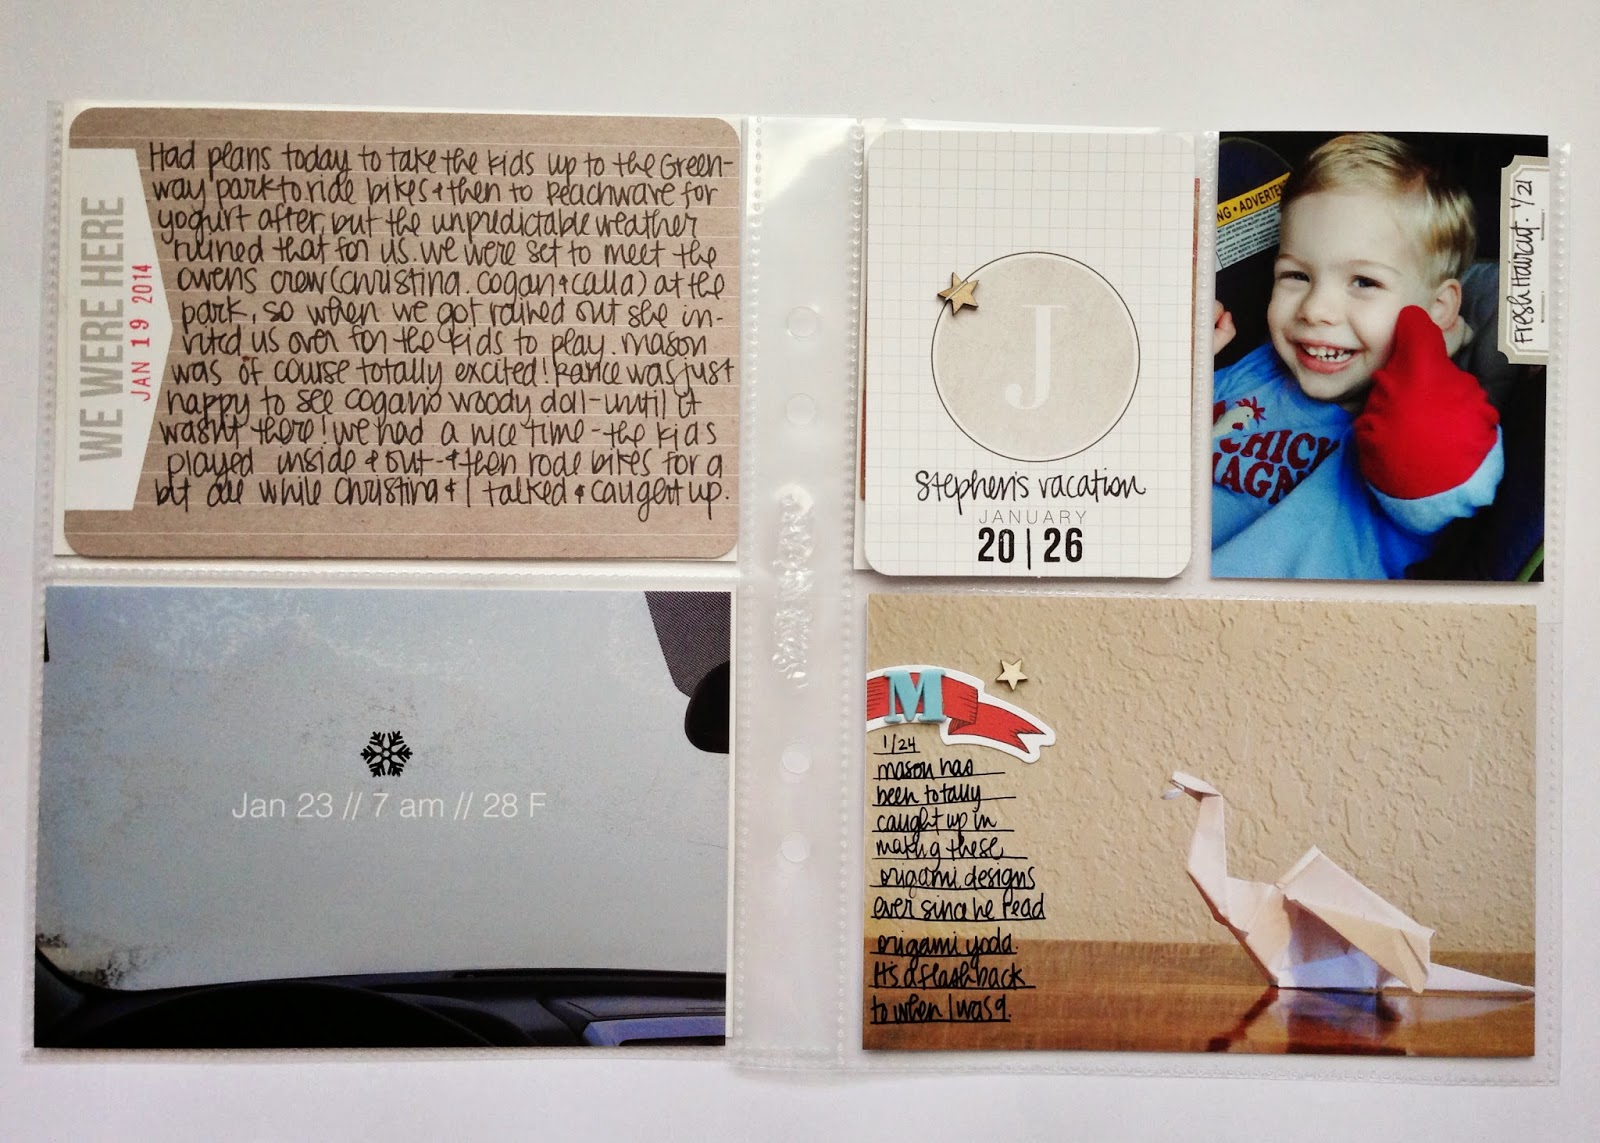 WE WERE HERE
JAN 19 2014
Had plans today to take the kids up to the Green-
way park to ride bikes & then to Peachwave for
yogurt after, but the unpredictable weather
ruined that for us. We were set to meet the
Owens crew (Christina. Cogan & Calla) at the
park, so when we got rained out she in-
vited us over for the kids to play. Mason
was of course totally excited! was just
happy to see Cogan's Woody doll - until it
wasn't there! We had a nice time - the kids
played inside & out - & then rode bikes for a
bit while Christina & I talked & caught up.
J
Stephen's vacation
JANUARY
20 | 26
NG • ADVERTEN
CHICK
MAGN
Fresh Haircut. 1/21
Jan 23 // 7 am // 28 F
M
1/24
Mason has
been totally
caught up in
making these
origami designs
ever since he read
origami yoda.
It's a flashback
to when I was 9.